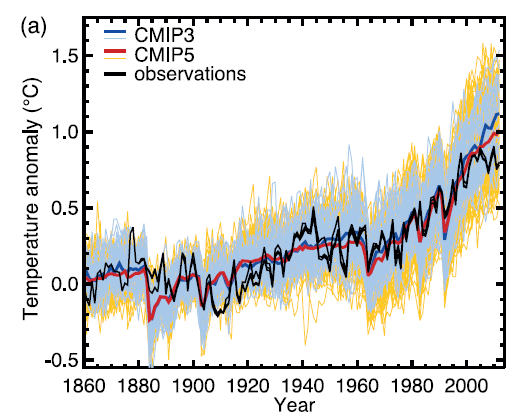 (a)
CMIP3
CMIP5
observations
Temperature anomaly (°C)
1.5
1.0
0.5
0.0
-0.5
1860 1880 1900 1920 1940 1960 1980 2000
Year